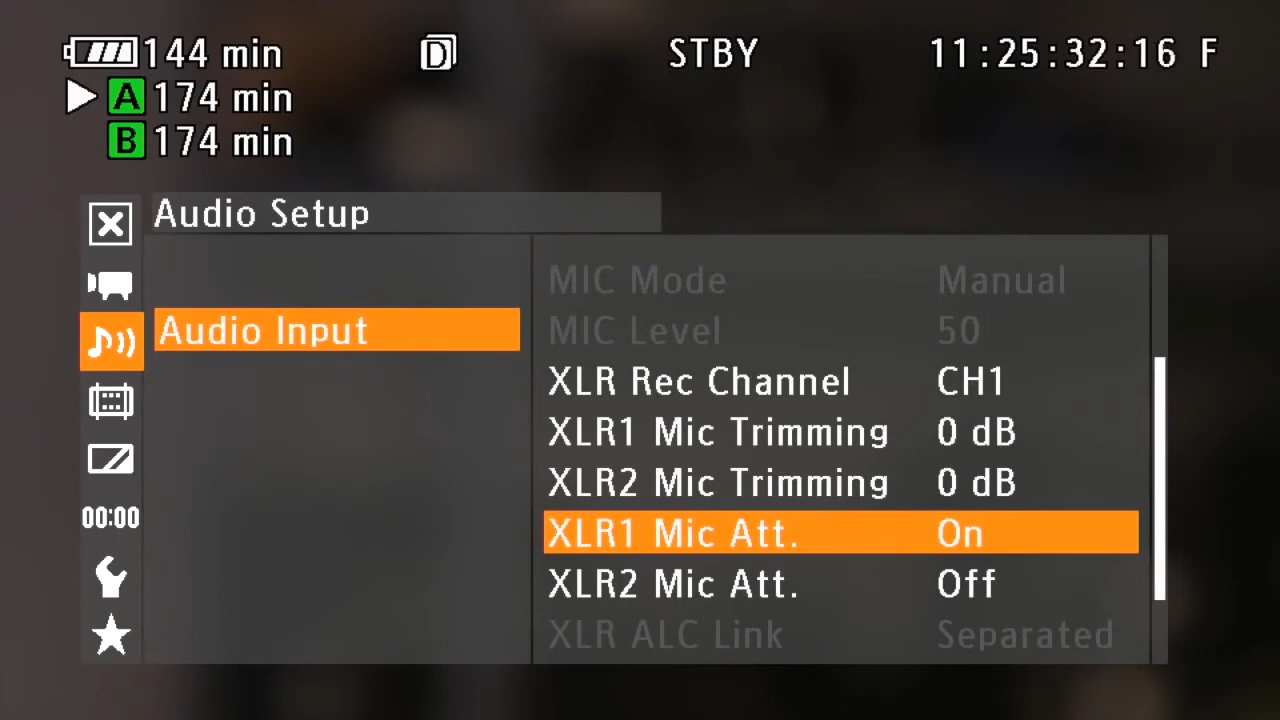 144 min D STBY 11:25:32:16 F
A 174 min
B 174 min
Audio Setup
MIC Mode Manual
Audio Input MIC Level 50
XLR Rec Channel CH1
XLR1 Mic Trimming 0 dB
XLR2 Mic Trimming 0 dB
00:00 XLR1 Mic Att. On
XLR2 Mic Att. Off
XLR ALC Link Separated